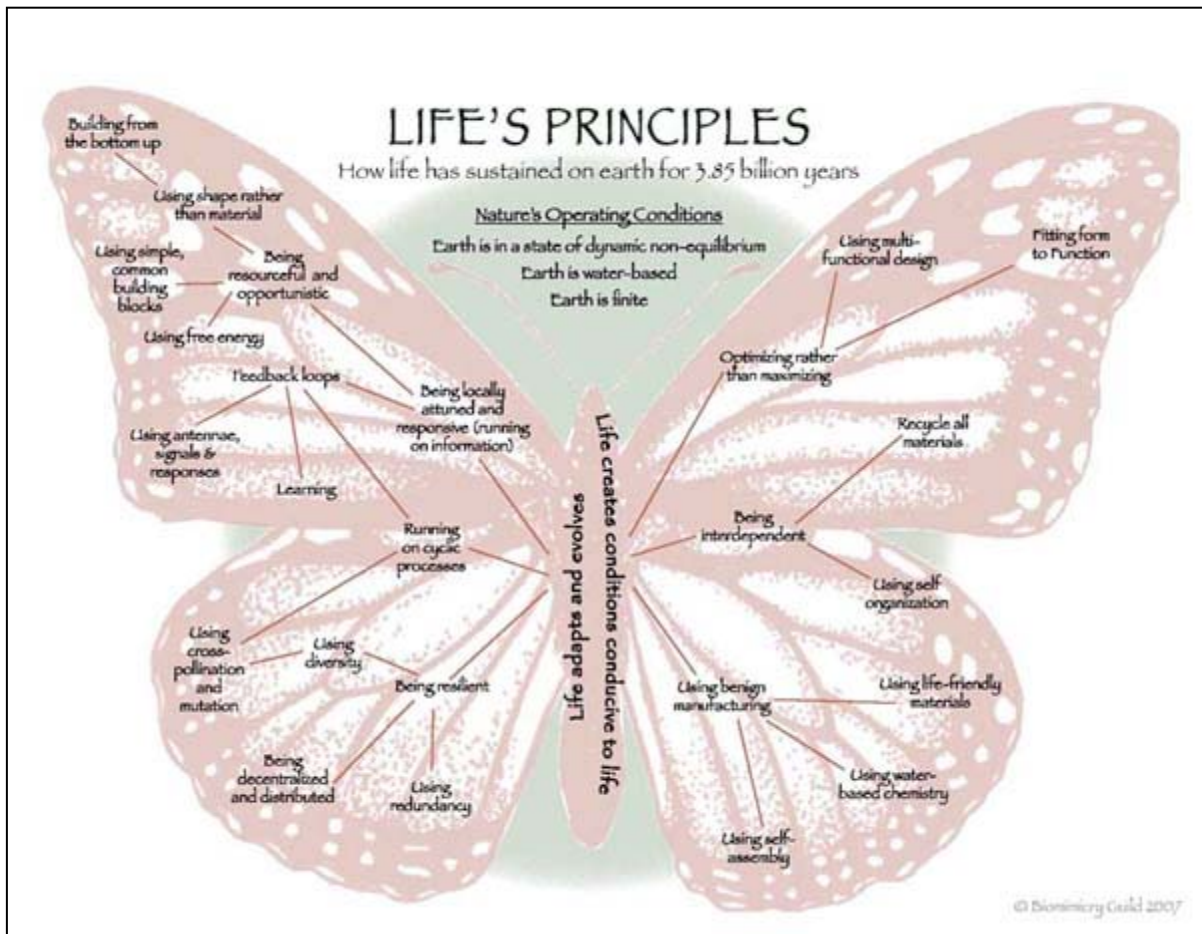 LIFE'S PRINCIPLES
How life has sustained on earth for 3.85 billion years
Nature's Operating Conditions
Earth is in a state of dynamic non-equilibrium
Earth is water-based
Earth is finite
Building from
the bottom up
Using shape rather
than material
Using simple,
common
building
blocks
Being
resourceful and
opportunistic
Using free energy
Feedback loops
Being locally
attuned and
responsive (running
on information)
Using antennae,
signals &
responses
Learning
Running
on cyclic
processes
Using
cross-
pollination
and
mutation
Using
diversity
Being resilient
Being
decentralized
and distributed
Using
redundancy
Life adapts and evolves
Life creates conditions conducive to life
Using multi-
functional design
Fitting form
to Function
Optimizing rather
than maximizing
Recycle all
materials
Being
interdependent
Using self
organization
Using benign
manufacturing
Using life-friendly
materials
Using water-
based chemistry
Using self-
assembly
© Biomimicry Guild 2007